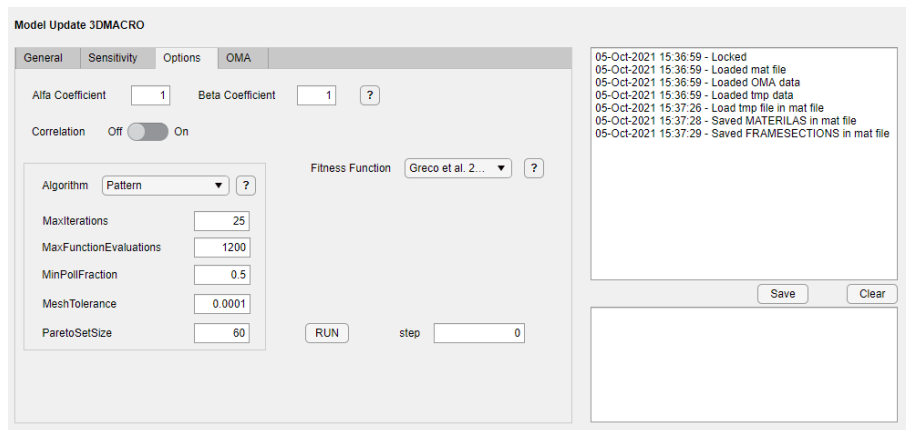 Model Update 3DMACRO
General Sensitivity Options OMA
Alfa Coefficient 1 Beta Coefficient 1 ?
Correlation Off On
Fitness Function Greco et al. 2... ?
Algorithm Pattern ?
MaxIterations 25
MaxFunctionEvaluations 1200
MinPollFraction 0.5
MeshTolerance 0.0001
ParetoSetSize 60
RUN step 0
05-Oct-2021 15:36:59 - Locked
05-Oct-2021 15:36:59 - Loaded mat file
05-Oct-2021 15:36:59 - Loaded OMA data
05-Oct-2021 15:36:59 - Loaded tmp data
05-Oct-2021 15:37:26 - Load tmp file in mat file
05-Oct-2021 15:37:28 - Saved MATERILAS in mat file
05-Oct-2021 15:37:29 - Saved FRAMESECTIONS in mat file
Save Clear